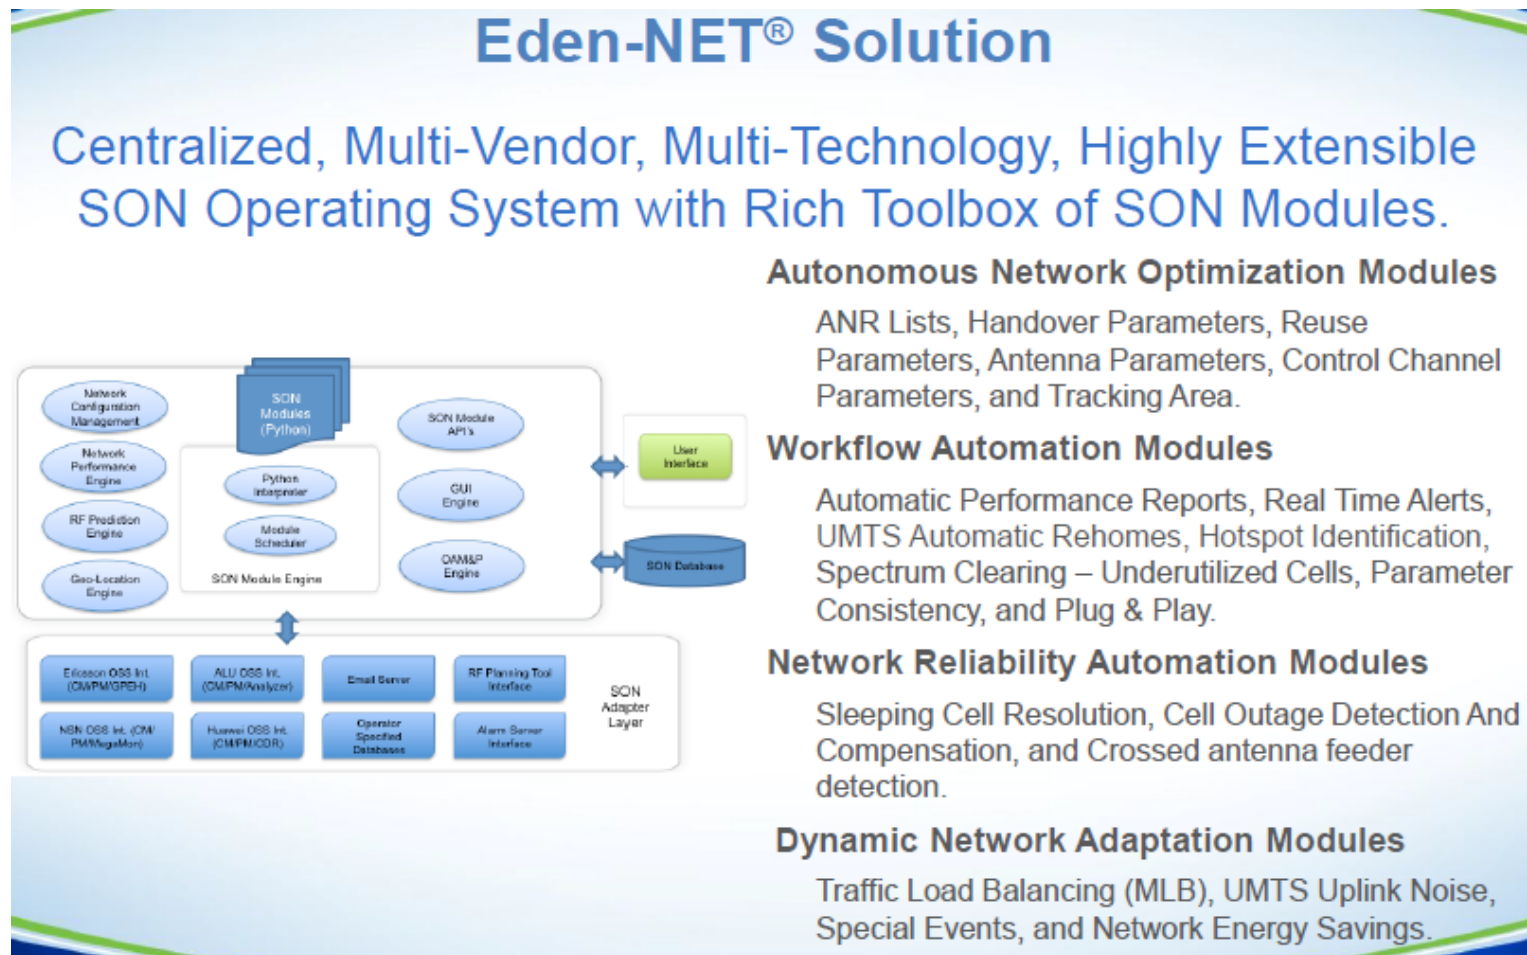 Eden-NET® Solution
Centralized, Multi-Vendor, Multi-Technology, Highly Extensible
SON Operating System with Rich Toolbox of SON Modules.
Network
Configuration
Management
Network
Performance
Engine
RF Prediction
Engine
Geo-Location
Engine
SON
Modules
(Python)
Python
Interpreter
Module
Scheduler
SON Module Engine
SON Module
API's
GUI
Engine
OAM&P
Engine
User
Interface
SON Database
Ericsson OSS Int.
(CM/PM/GPEH)
ALU OSS Int.
(CM/PM/Analyzer)
Email Server
RF Planning Tool
Interface
NSN OSS Int. (CM/
PM/MegaMon)
Huawei OSS Int.
(CM/PM/CDR)
Operator
Specified
Databases
Alarm Server
Interface
SON
Adapter
Layer
Autonomous Network Optimization Modules
ANR Lists, Handover Parameters, Reuse
Parameters, Antenna Parameters, Control Channel
Parameters, and Tracking Area.
Workflow Automation Modules
Automatic Performance Reports, Real Time Alerts,
UMTS Automatic Rehomes, Hotspot Identification,
Spectrum Clearing – Underutilized Cells, Parameter
Consistency, and Plug & Play.
Network Reliability Automation Modules
Sleeping Cell Resolution, Cell Outage Detection And
Compensation, and Crossed antenna feeder
detection.
Dynamic Network Adaptation Modules
Traffic Load Balancing (MLB), UMTS Uplink Noise,
Special Events, and Network Energy Savings.